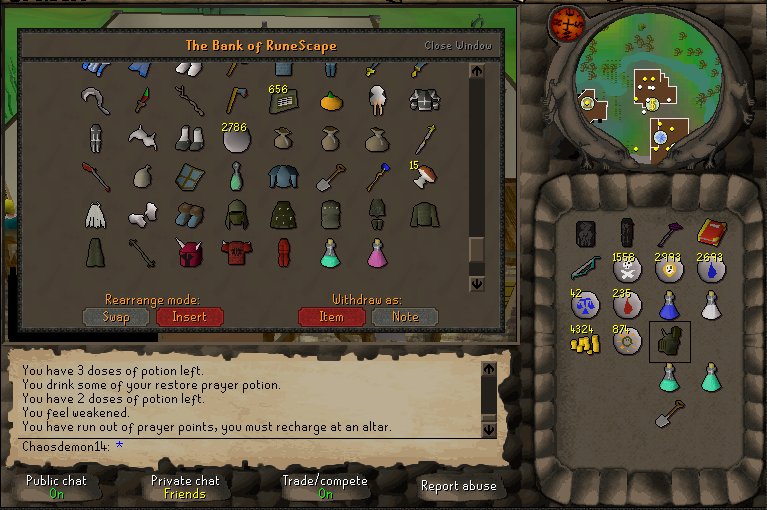 The Bank of RuneScape
Close Window
656
2786
15
Rearrange mode:
Withdraw as:
Swap
Insert
Item
Note
1558
2993
2693
42
235
4324
874
You have 3 doses of potion left.
You drink some of your restore prayer potion.
You have 2 doses of potion left.
You feel weakened.
You have run out of prayer points, you must recharge at an altar.
Chaosdemon14: *
Public chat
On
Private chat
Friends
Trade/compete
On
Report abuse